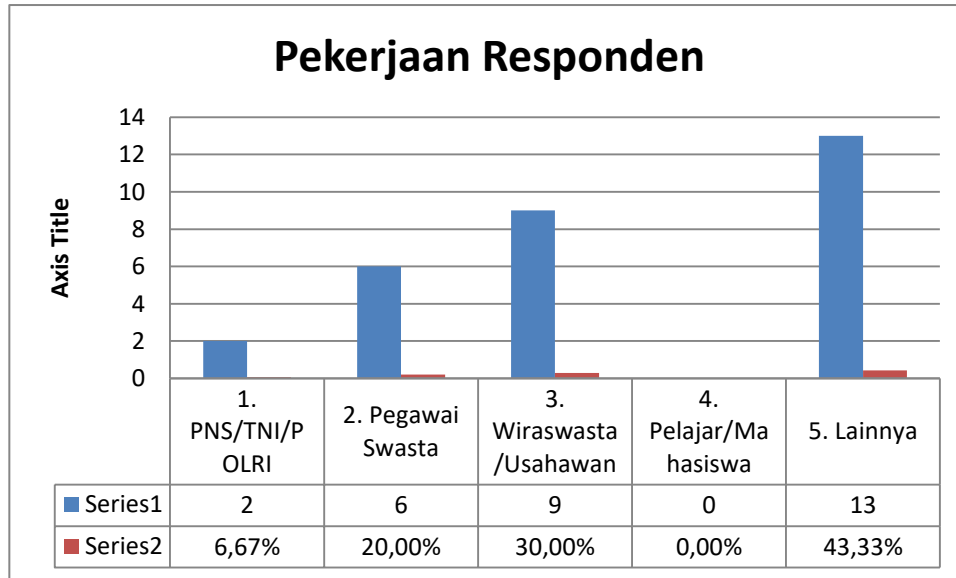 Pekerjaan Responden
Axis Title
14
12
10
8
6
4
2
0
1.
PNS/TNI/P
OLRI
2. Pegawai
Swasta
3.
Wiraswasta
/Usahawan
4.
Pelajar/Ma
hasiswa
5. Lainnya
Series1 2 6 9 0 13
Series2 6,67% 20,00% 30,00% 0,00% 43,33%